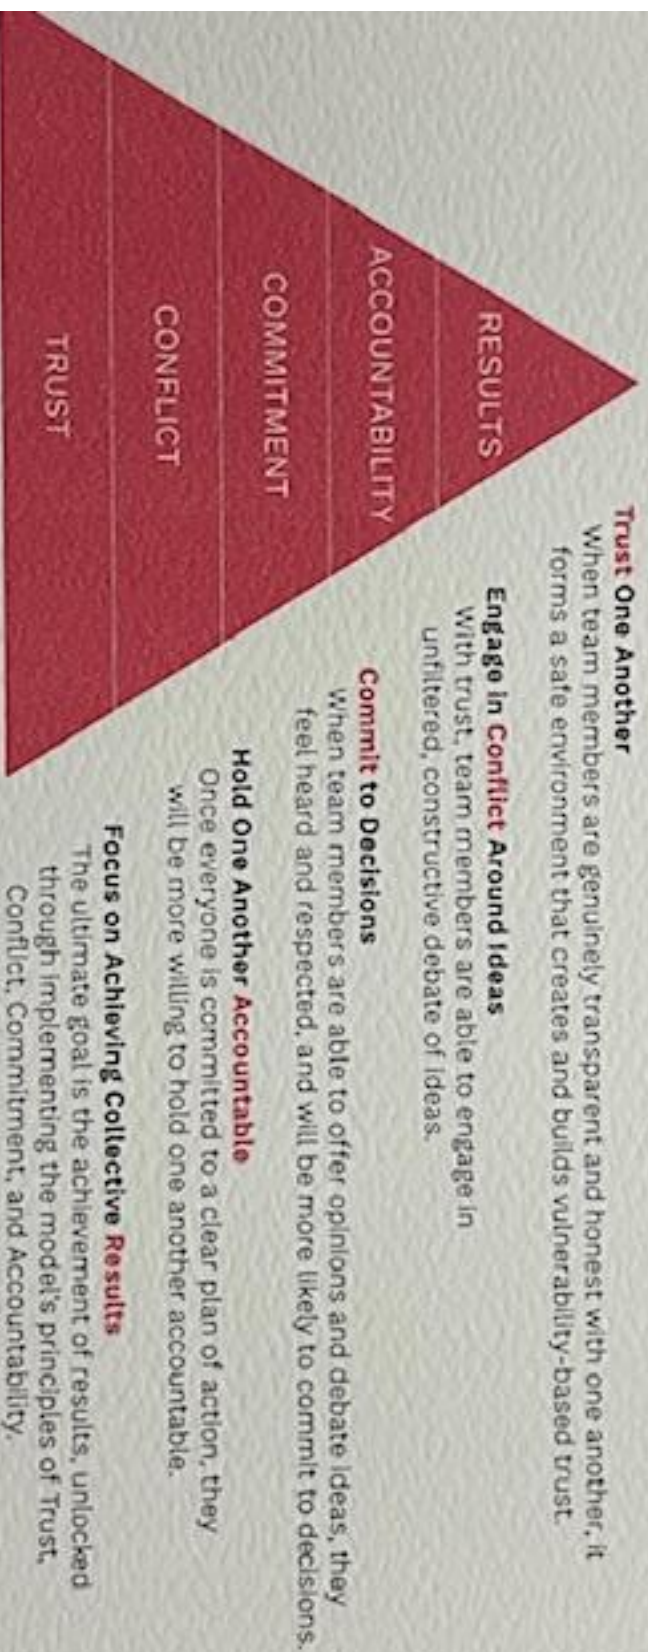 RESULTS
ACCOUNTABILITY
COMMITMENT
CONFLICT
TRUST
Trust One Another
When team members are genuinely transparent and honest with one another, it
forms a safe environment that creates and builds vulnerability-based trust.
Engage in Conflict Around Ideas
With trust, team members are able to engage in
unfiltered, constructive debate of ideas.
Commit to Decisions
When team members are able to offer opinions and debate ideas, they
feel heard and respected, and will be more likely to commit to decisions.
Hold One Another Accountable
Once everyone is committed to a clear plan of action, they
will be more willing to hold one another accountable.
Focus on Achieving Collective Results
The ultimate goal is the achievement of results, unlocked
through implementing the model's principles of Trust,
Conflict, Commitment, and Accountability.